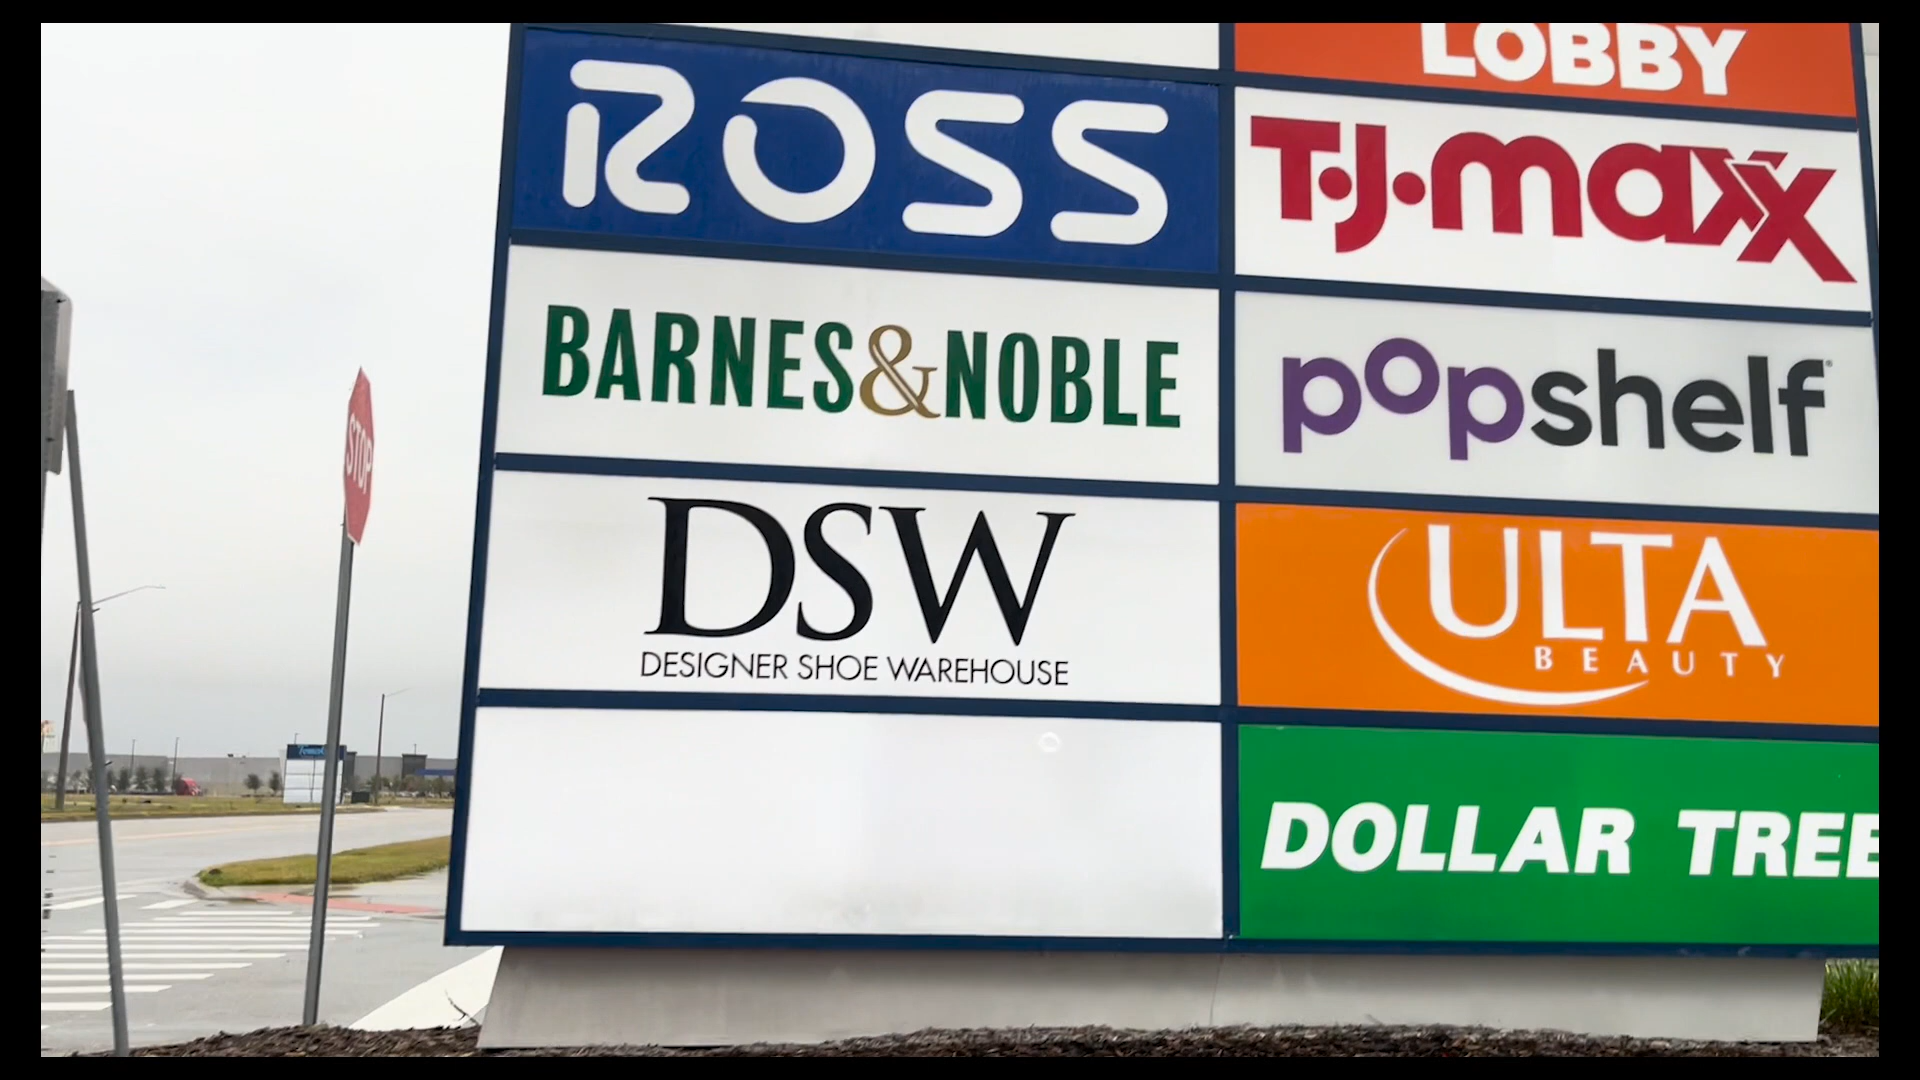 LOBBY
ROSS
T·J·maxx
BARNES&NOBLE
popshelf
DSW
DESIGNER SHOE WAREHOUSE
ULTA
BEAUTY
DOLLAR TREE
STOP